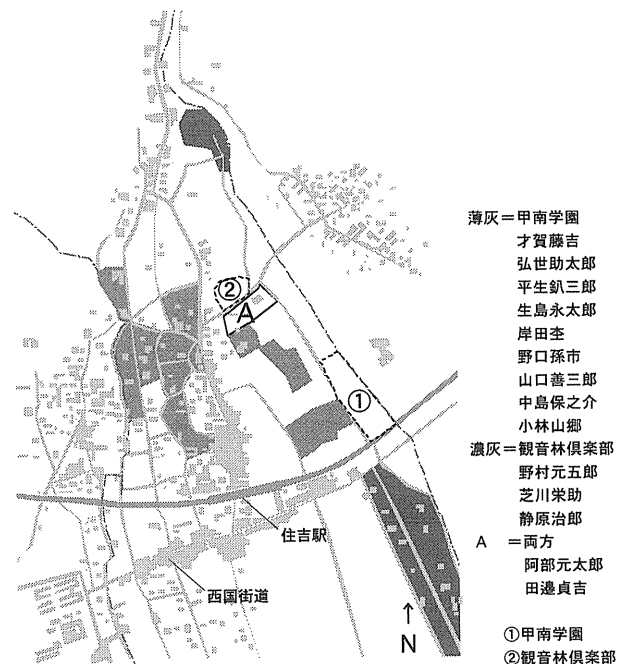 ②
A
①
住吉駅
西国街道
↑
N
薄灰=甲南学園
才賀藤吉
弘世助太郎
平生釟三郎
生島永太郎
岸田杢
野口孫市
山口善三郎
中島保之介
小林山郷
濃灰=観音林倶楽部
野村元五郎
芝川栄助
静原治郎
A =両方
阿部元太郎
田邊貞吉
①甲南学園
②観音林倶楽部